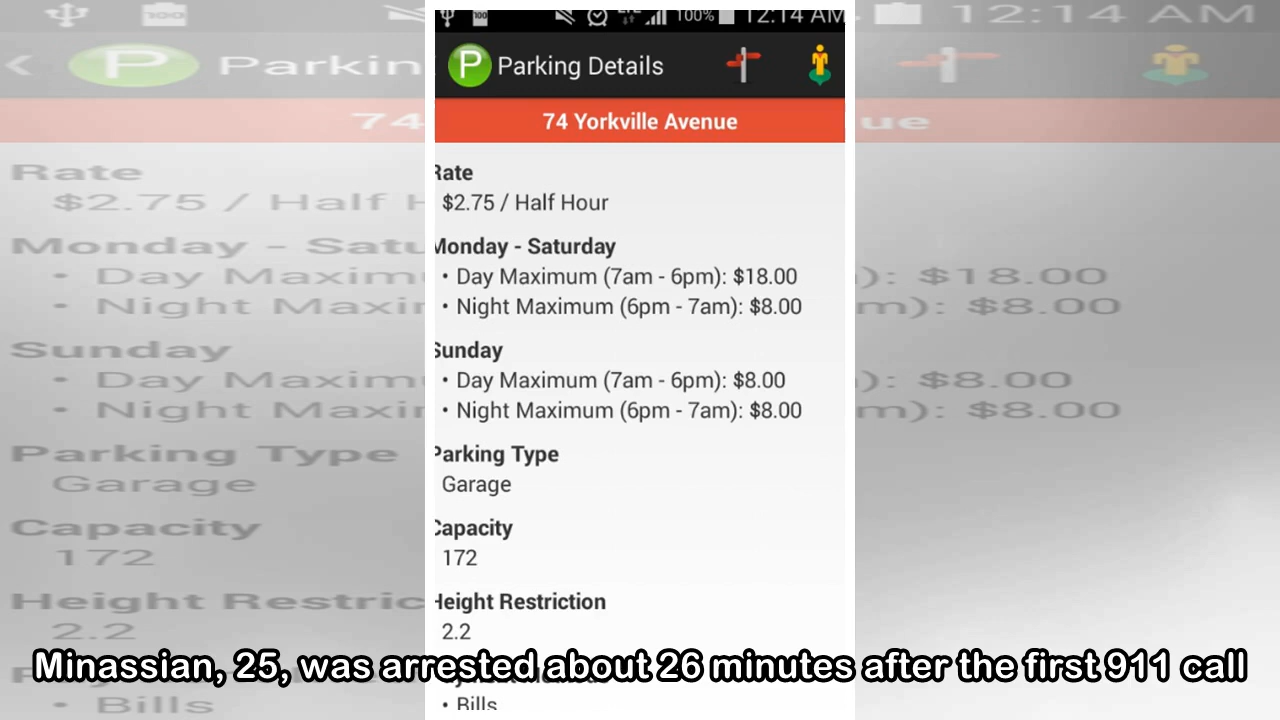 100
100%
12:14 AM
P Parking Details
74 Yorkville Avenue
Rate
$2.75 / Half Hour
Monday - Saturday
• Day Maximum (7am - 6pm): $18.00
• Night Maximum (6pm - 7am): $8.00
Sunday
• Day Maximum (7am - 6pm): $8.00
• Night Maximum (6pm - 7am): $8.00
Parking Type
Garage
Capacity
172
Height Restriction
2.2
Minassian, 25, was arrested about 26 minutes after the first 911 call
• Bills